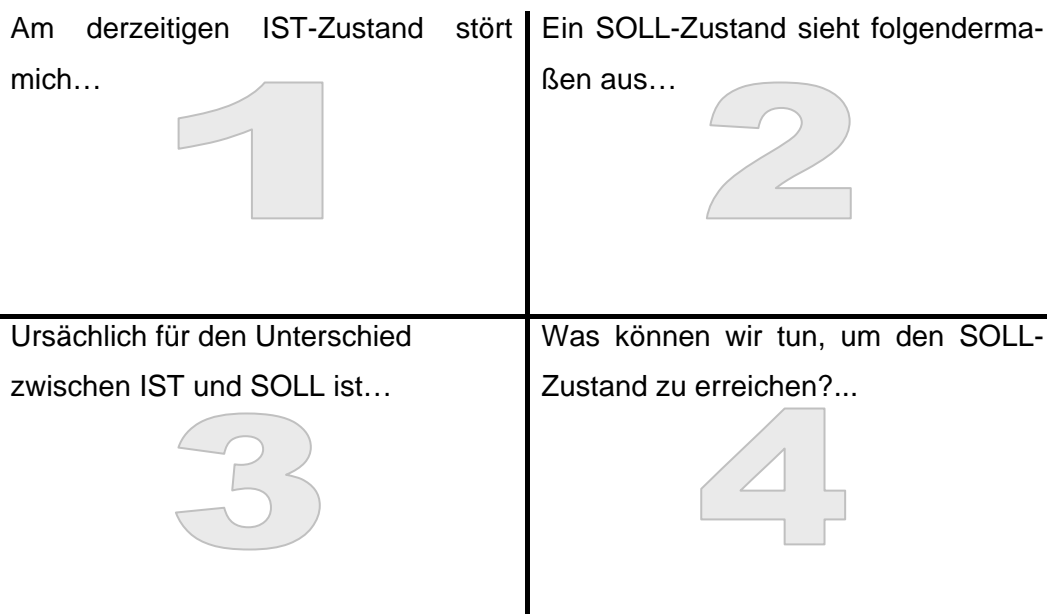 Am derzeitigen IST-Zustand stört
mich…
1
Ein SOLL-Zustand sieht folgenderma-
ßen aus…
2
Ursächlich für den Unterschied
zwischen IST und SOLL ist…
3
Was können wir tun, um den SOLL-
Zustand zu erreichen?...
4